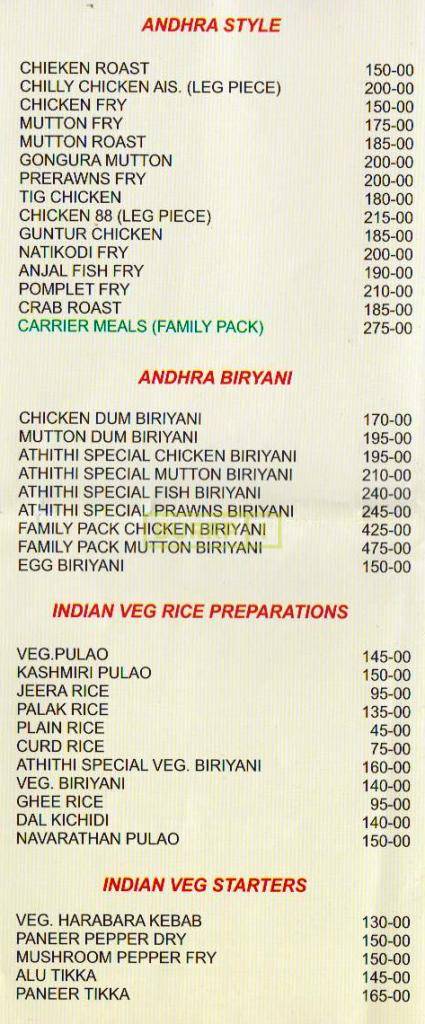 ANDHRA STYLE
CHIEKEN ROAST 150-00
CHILLY CHICKEN AIS. (LEG PIECE) 200-00
CHICKEN FRY 150-00
MUTTON FRY 175-00
MUTTON ROAST 185-00
GONGURA MUTTON 200-00
PRERAWNS FRY 200-00
TIG CHICKEN 180-00
CHICKEN 88 (LEG PIECE) 215-00
GUNTUR CHICKEN 185-00
NATIKODI FRY 200-00
ANJAL FISH FRY 190-00
POMPLET FRY 210-00
CRAB ROAST 185-00
CARRIER MEALS (FAMILY PACK) 275-00
ANDHRA BIRYANI
CHICKEN DUM BIRIYANI 170-00
MUTTON DUM BIRIYANI 195-00
ATHITHI SPECIAL CHICKEN BIRIYANI 195-00
ATHITHI SPECIAL MUTTON BIRIYANI 210-00
ATHITHI SPECIAL FISH BIRIYANI 240-00
ATHITHI SPECIAL PRAWNS BIRIYANI 245-00
FAMILY PACK CHICKEN BIRIYANI 425-00
FAMILY PACK MUTTON BIRIYANI 475-00
EGG BIRIYANI 150-00
INDIAN VEG RICE PREPARATIONS
VEG.PULAO 145-00
KASHMIRI PULAO 150-00
JEERA RICE 95-00
PALAK RICE 135-00
PLAIN RICE 45-00
CURD RICE 75-00
ATHITHI SPECIAL VEG. BIRIYANI 160-00
VEG. BIRIYANI 140-00
GHEE RICE 95-00
DAL KICHIDI 140-00
NAVARATHAN PULAO 150-00
INDIAN VEG STARTERS
VEG. HARABARA KEBAB 130-00
PANEER PEPPER DRY 150-00
MUSHROOM PEPPER FRY 150-00
ALU TIKKA 145-00
PANEER TIKKA 165-00